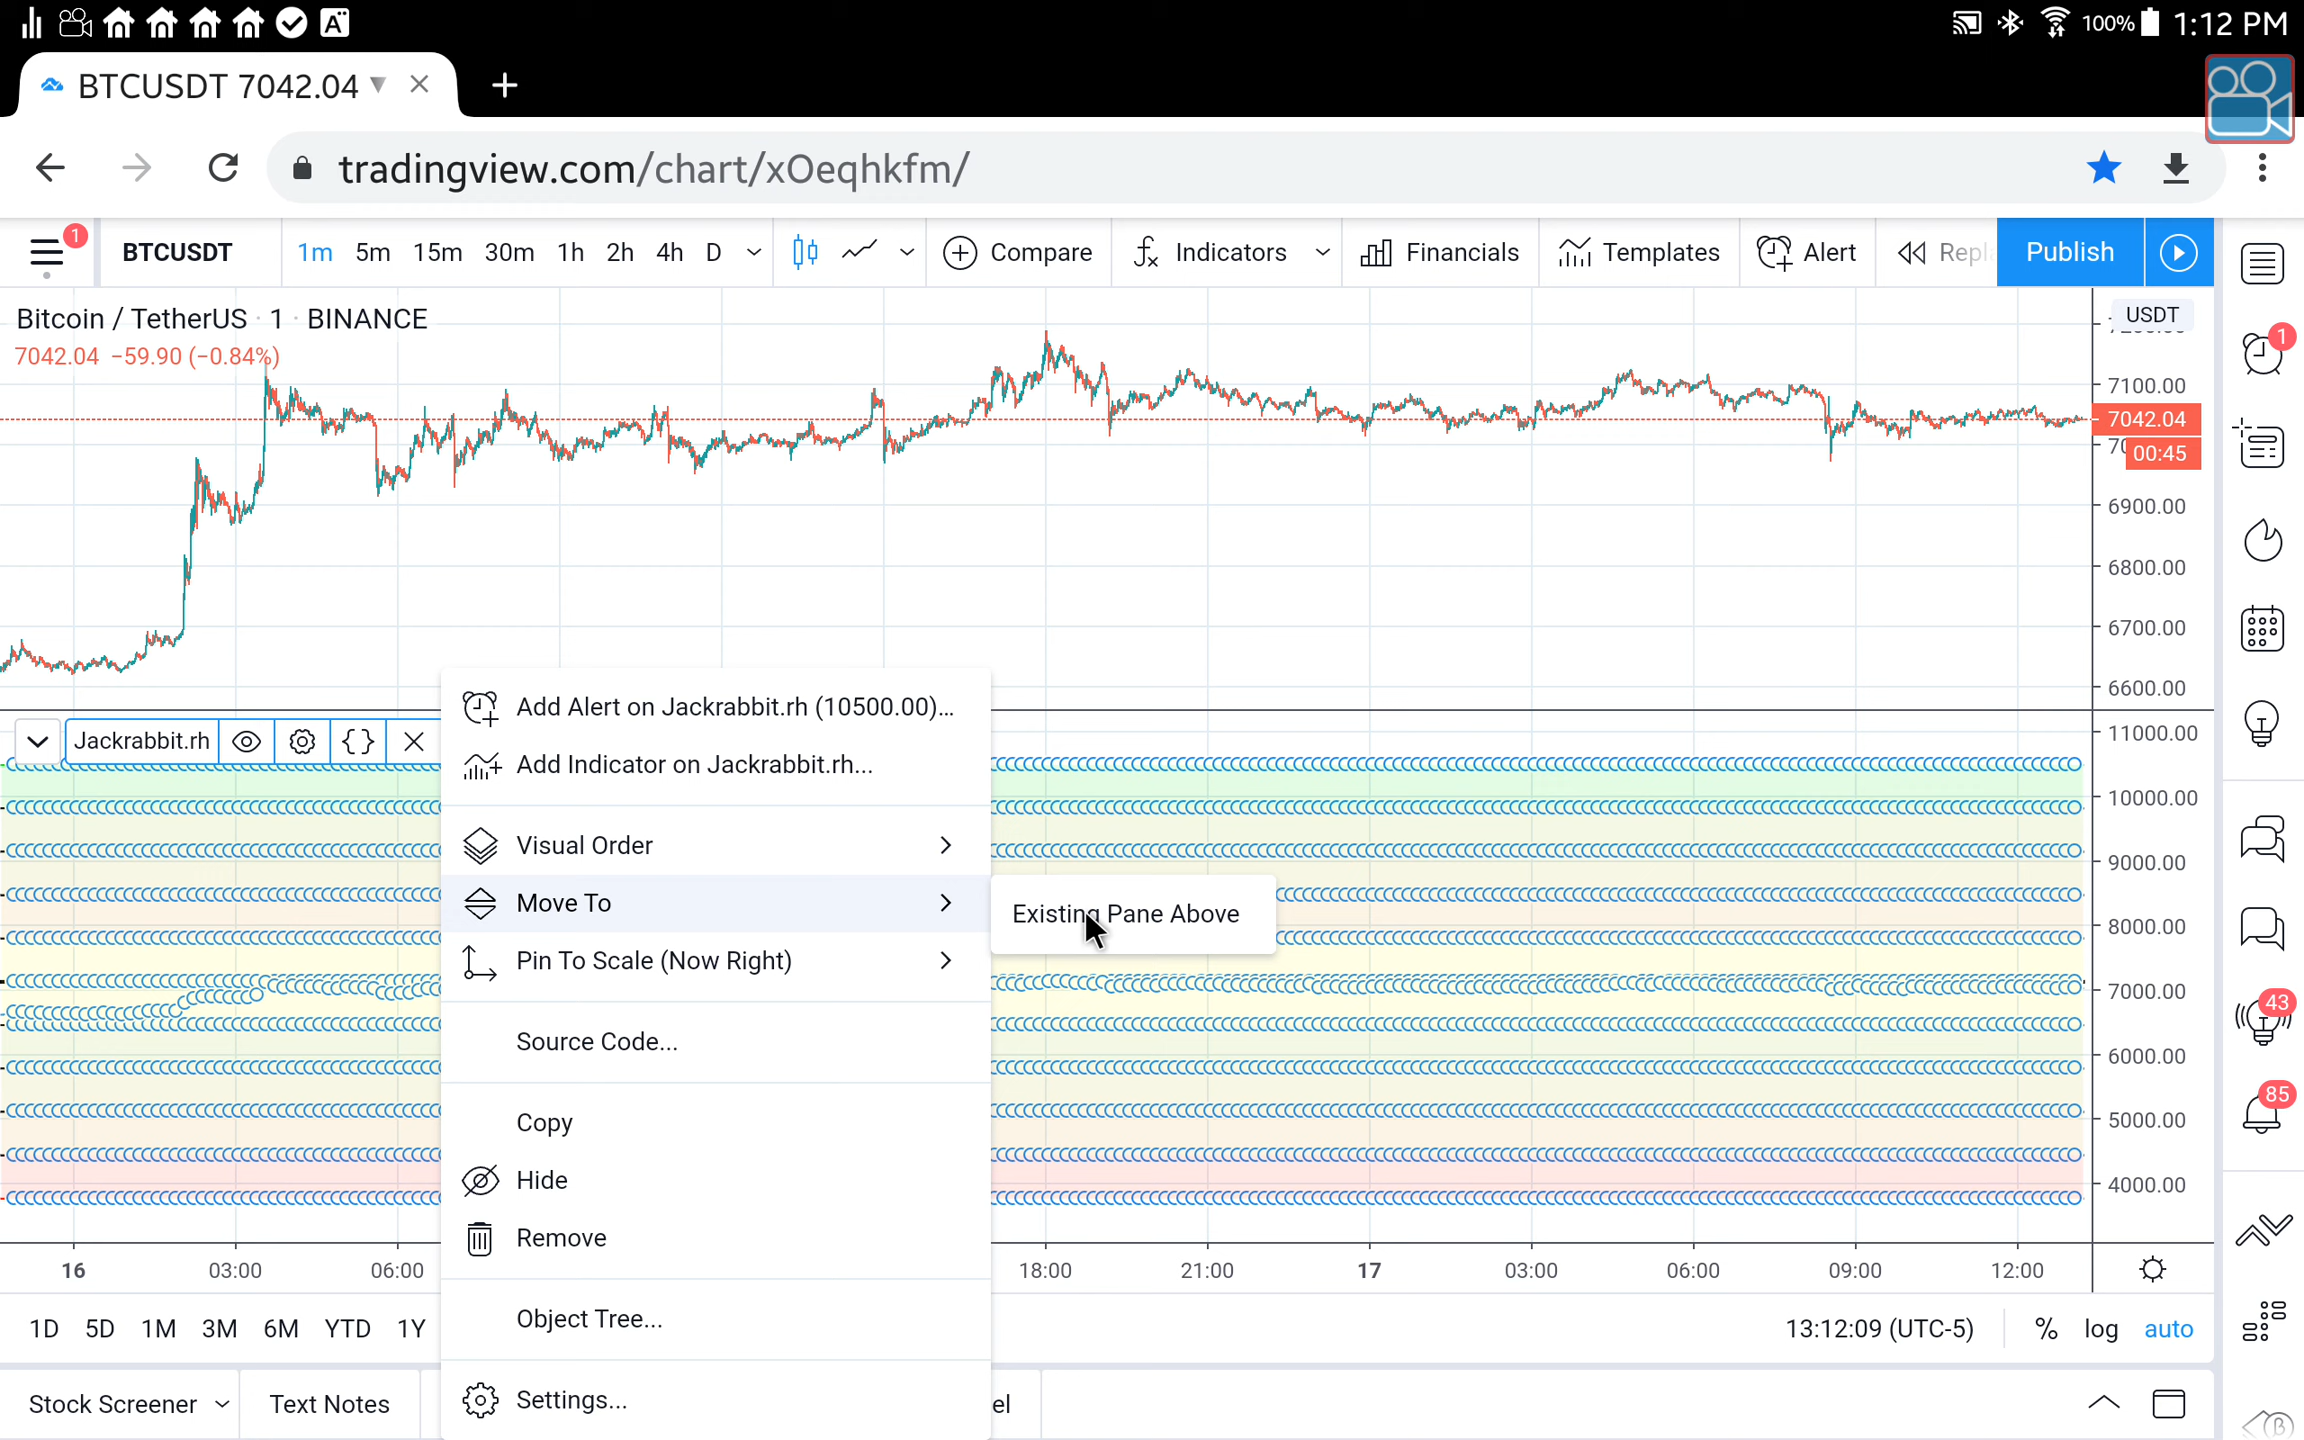 A
100% 1:12 PM
BTCUSDT 7042.04
tradingview.com/chart/xOeqhkfm/
1
BTCUSDT 1m 5m 15m 30m 1h 2h 4h D Compare Indicators Financials Templates Alert Repl Publish
Bitcoin / TetherUS · 1 · BINANCE
USDT
7042.04 −59.90 (−0.84%)
1
7100.00
7042.04
00:45
6900.00
6800.00
6700.00
6600.00
Jackrabbit.rh
11000.00
10000.00
9000.00
8000.00
7000.00
6000.00
5000.00
4000.00
Add Alert on Jackrabbit.rh (10500.00)...
Add Indicator on Jackrabbit.rh...
Visual Order
Move To
Existing Pane Above
Pin To Scale (Now Right)
Source Code...
Copy
Hide
Remove
Object Tree...
Settings...
43
85
16 03:00 06:00 18:00 21:00 17 03:00 06:00 09:00 12:00
1D 5D 1M 3M 6M YTD 1Y
13:12:09 (UTC-5) % log auto
Stock Screener Text Notes el
β